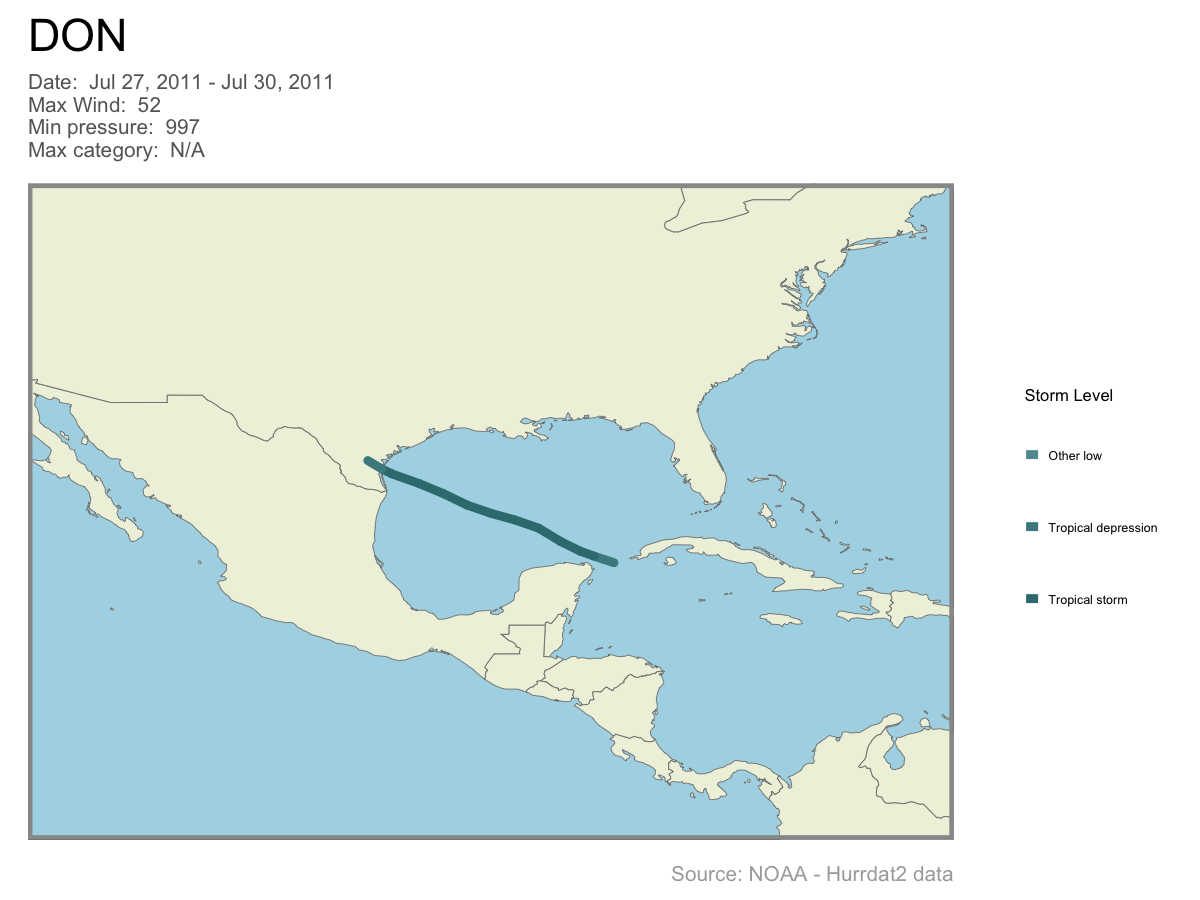 DON
Date:  Jul 27, 2011 - Jul 30, 2011
Max Wind:  52
Min pressure:  997
Max category:  N/A
Storm Level
Other low
Tropical depression
Tropical storm
Source: NOAA - Hurrdat2 data